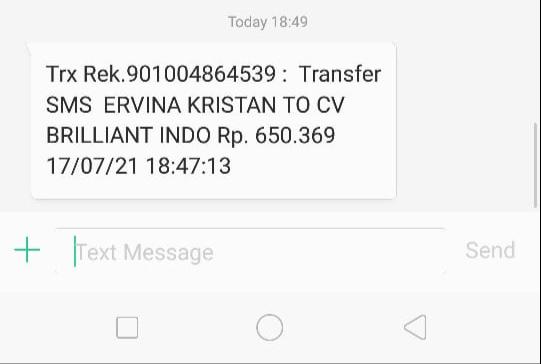 Today 18:49
Trx Rek.901004864539 : Transfer
SMS ERVINA KRISTAN TO CV
BRILLIANT INDO Rp. 650.369
17/07/21 18:47:13
Text Message
Send